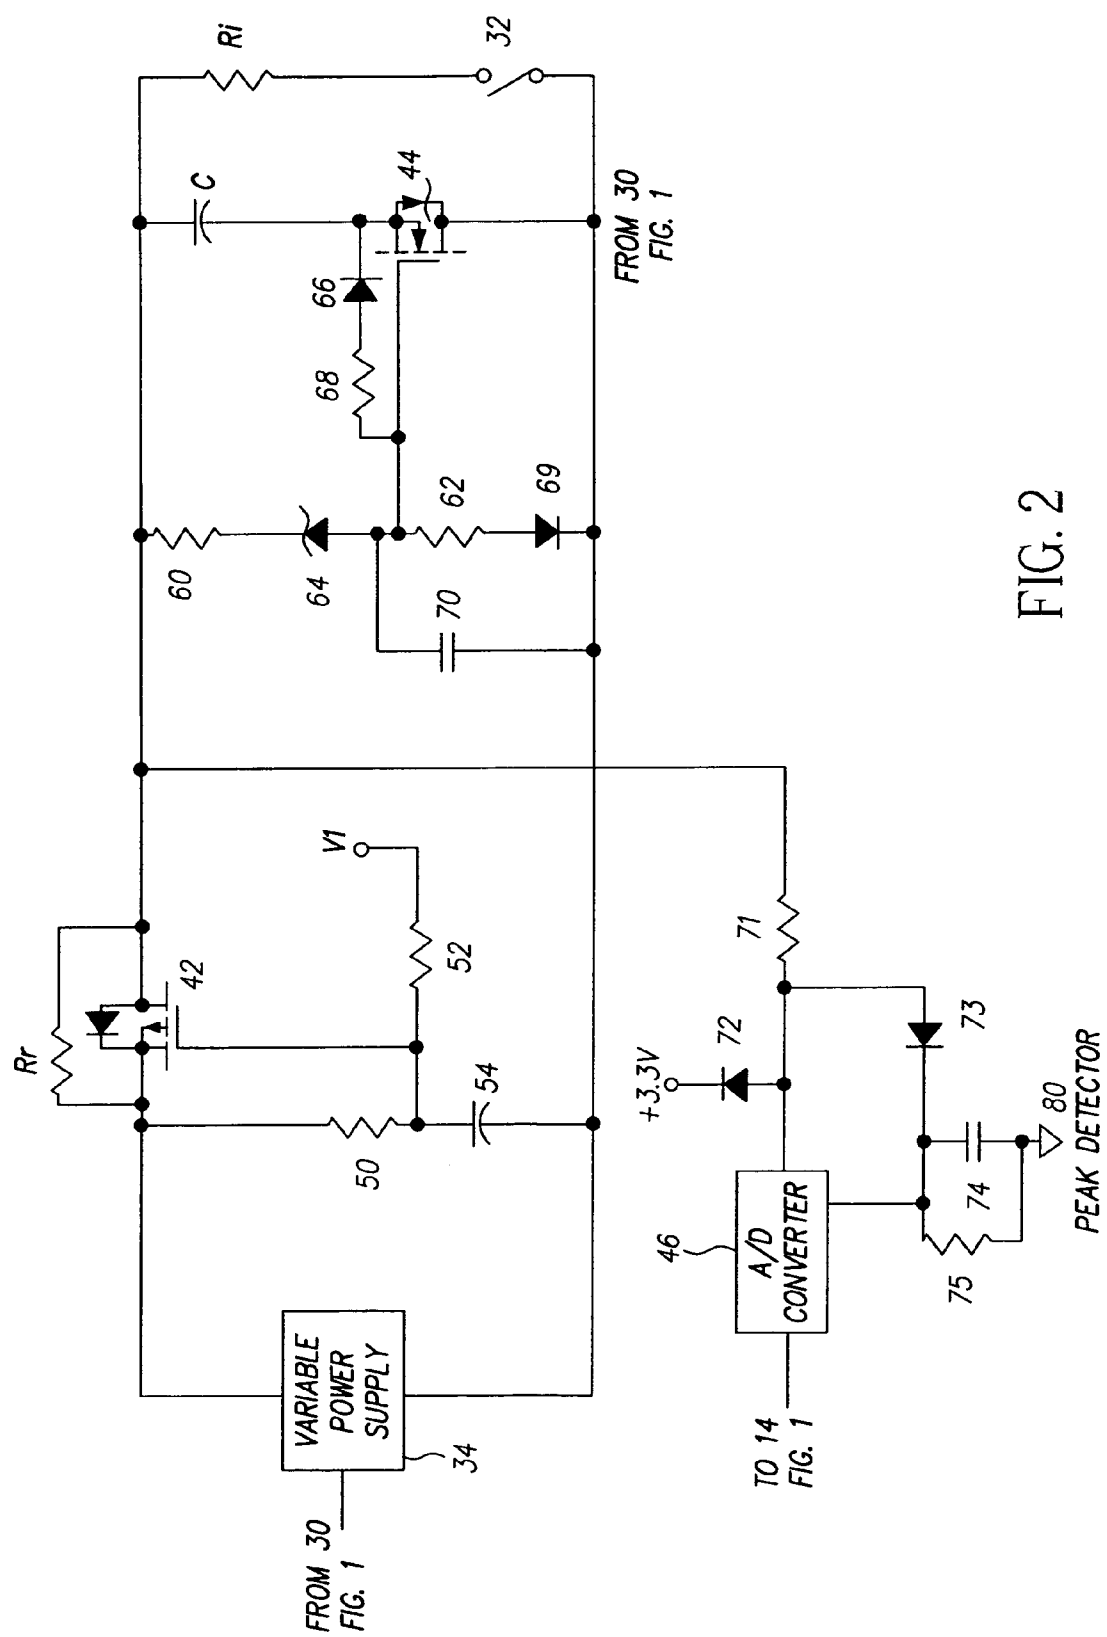 Rr
42
V1
50
52
54
VARIABLE
POWER
SUPPLY
34
FROM 30
FIG. 1
60
64
62
69
70
68
66
C
44
Ri
32
FROM 30
FIG. 1
46
A/D
CONVERTER
TO 14
FIG. 1
+3.3V
72
71
73
74
75
80
PEAK DETECTOR
FIG. 2